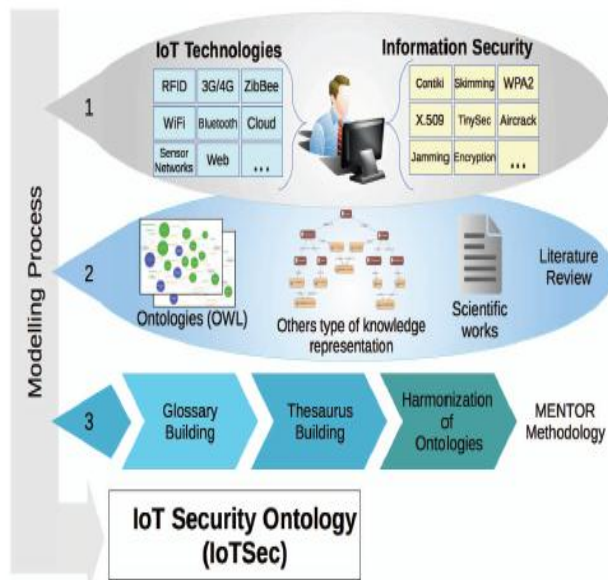 Modelling Process
1
IoT Technologies
RFID
3G/4G
ZibBee
WiFi
Bluetooth
Cloud
Sensor
Networks
Web
...
Information Security
Contiki
Skimming
WPA2
X.509
TinySec
Aircrack
Jamming
Encryption
...
2
Ontologies (OWL)
Others type of knowledge
representation
Scientific
works
Literature
Review
3
Glossary
Building
Thesaurus
Building
Harmonization
of
Ontologies
MENTOR
Methodology
IoT Security Ontology
(IoTSec)